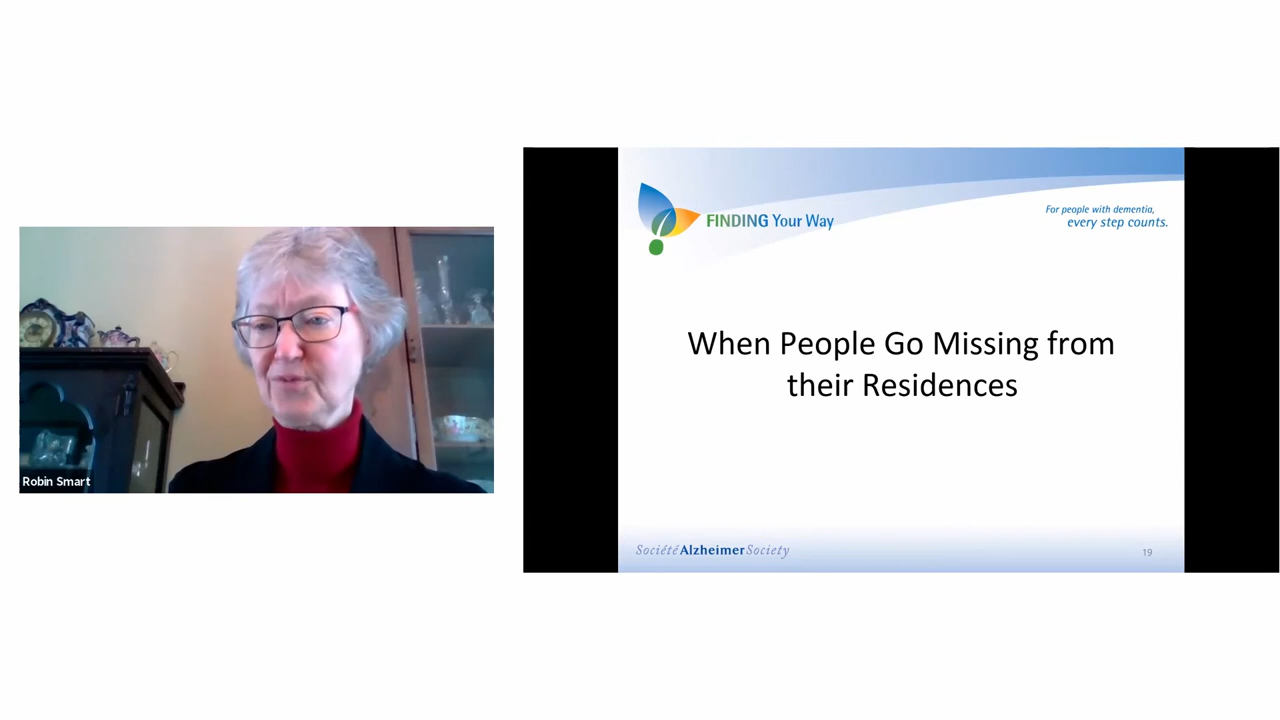 Robin Smart
FINDING Your Way
For people with dementia,
every step counts.
When People Go Missing from
their Residences
Société Alzheimer Society
19